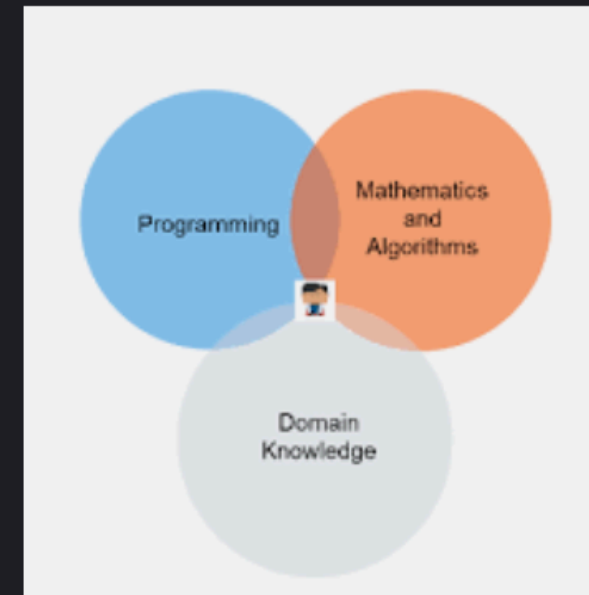 Programming
Mathematics
and
Algorithms
Domain
Knowledge